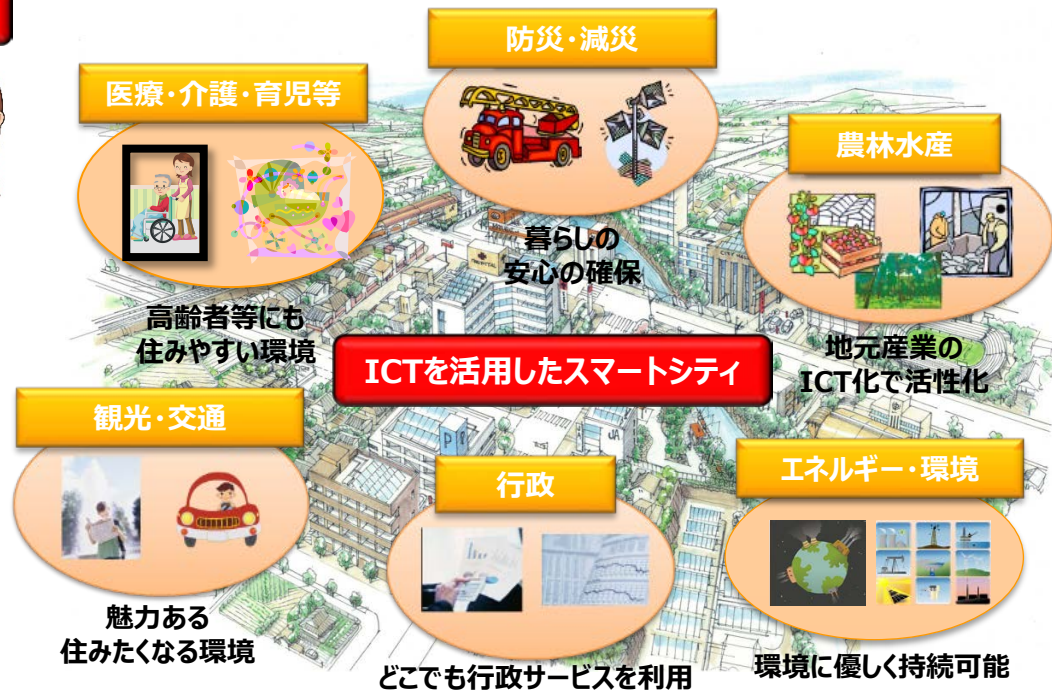 防災・減災
医療・介護・育児等
農林水産
暮らしの
安心の確保
高齢者等にも
住みやすい環境
ICTを活用したスマートシティ
地元産業の
ICT化で活性化
観光・交通
行政
エネルギー・環境
魅力ある
住みたくなる環境
どこでも行政サービスを利用
環境に優しく持続可能
P
JA